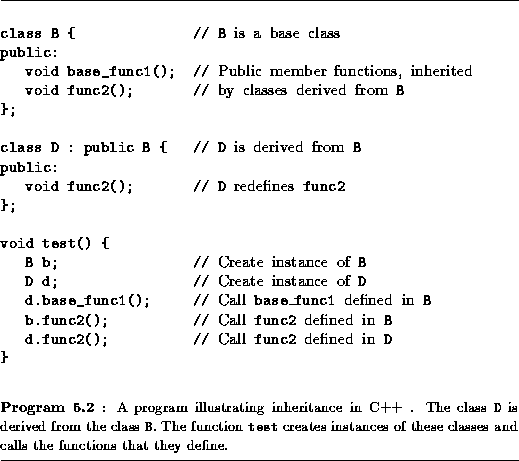 class B { // B is a base class
public:
void base_func1(); // Public member functions, inherited
void func2(); // by classes derived from B
};
class D : public B { // D is derived from B
public:
void func2(); // D redefines func2
};
void test() {
B b; // Create instance of B
D d; // Create instance of D
d.base_func1(); // Call base_func1 defined in B
b.func2(); // Call func2 defined in B
d.func2(); // Call func2 defined in D
}
Program 5.2 : A program illustrating inheritance in C++ . The class D is
derived from the class B. The function test creates instances of these classes and
calls the functions that they define.